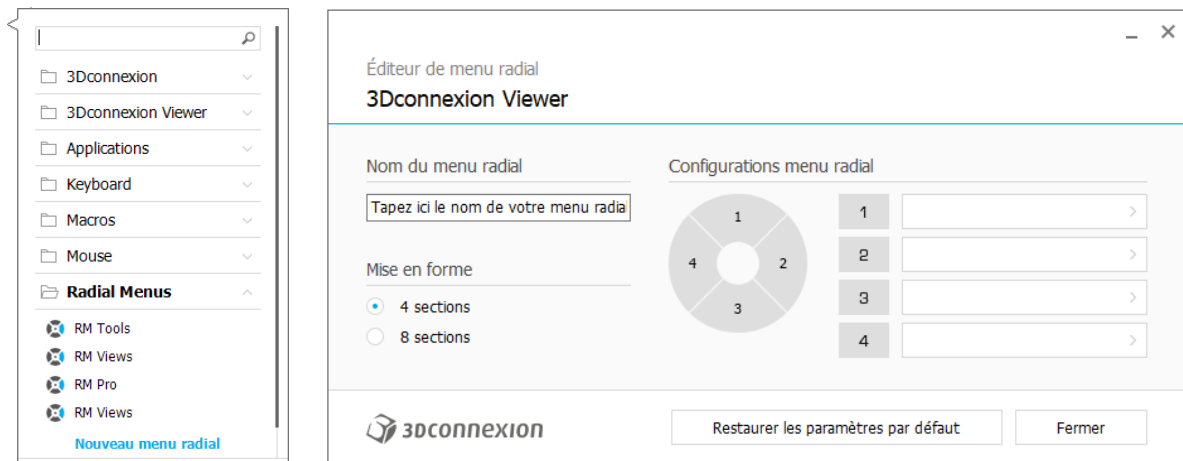 3Dconnexion
3Dconnexion Viewer
Applications
Keyboard
Macros
Mouse
Radial Menus
RM Tools
RM Views
RM Pro
RM Views
Nouveau menu radial
Éditeur de menu radial
3Dconnexion Viewer
Nom du menu radial
Tapez ici le nom de votre menu radia
Mise en forme
4 sections
8 sections
Configurations menu radial
1
2
3
4
1
2
3
4
3Dconnexion
Restaurer les paramètres par défaut
Fermer